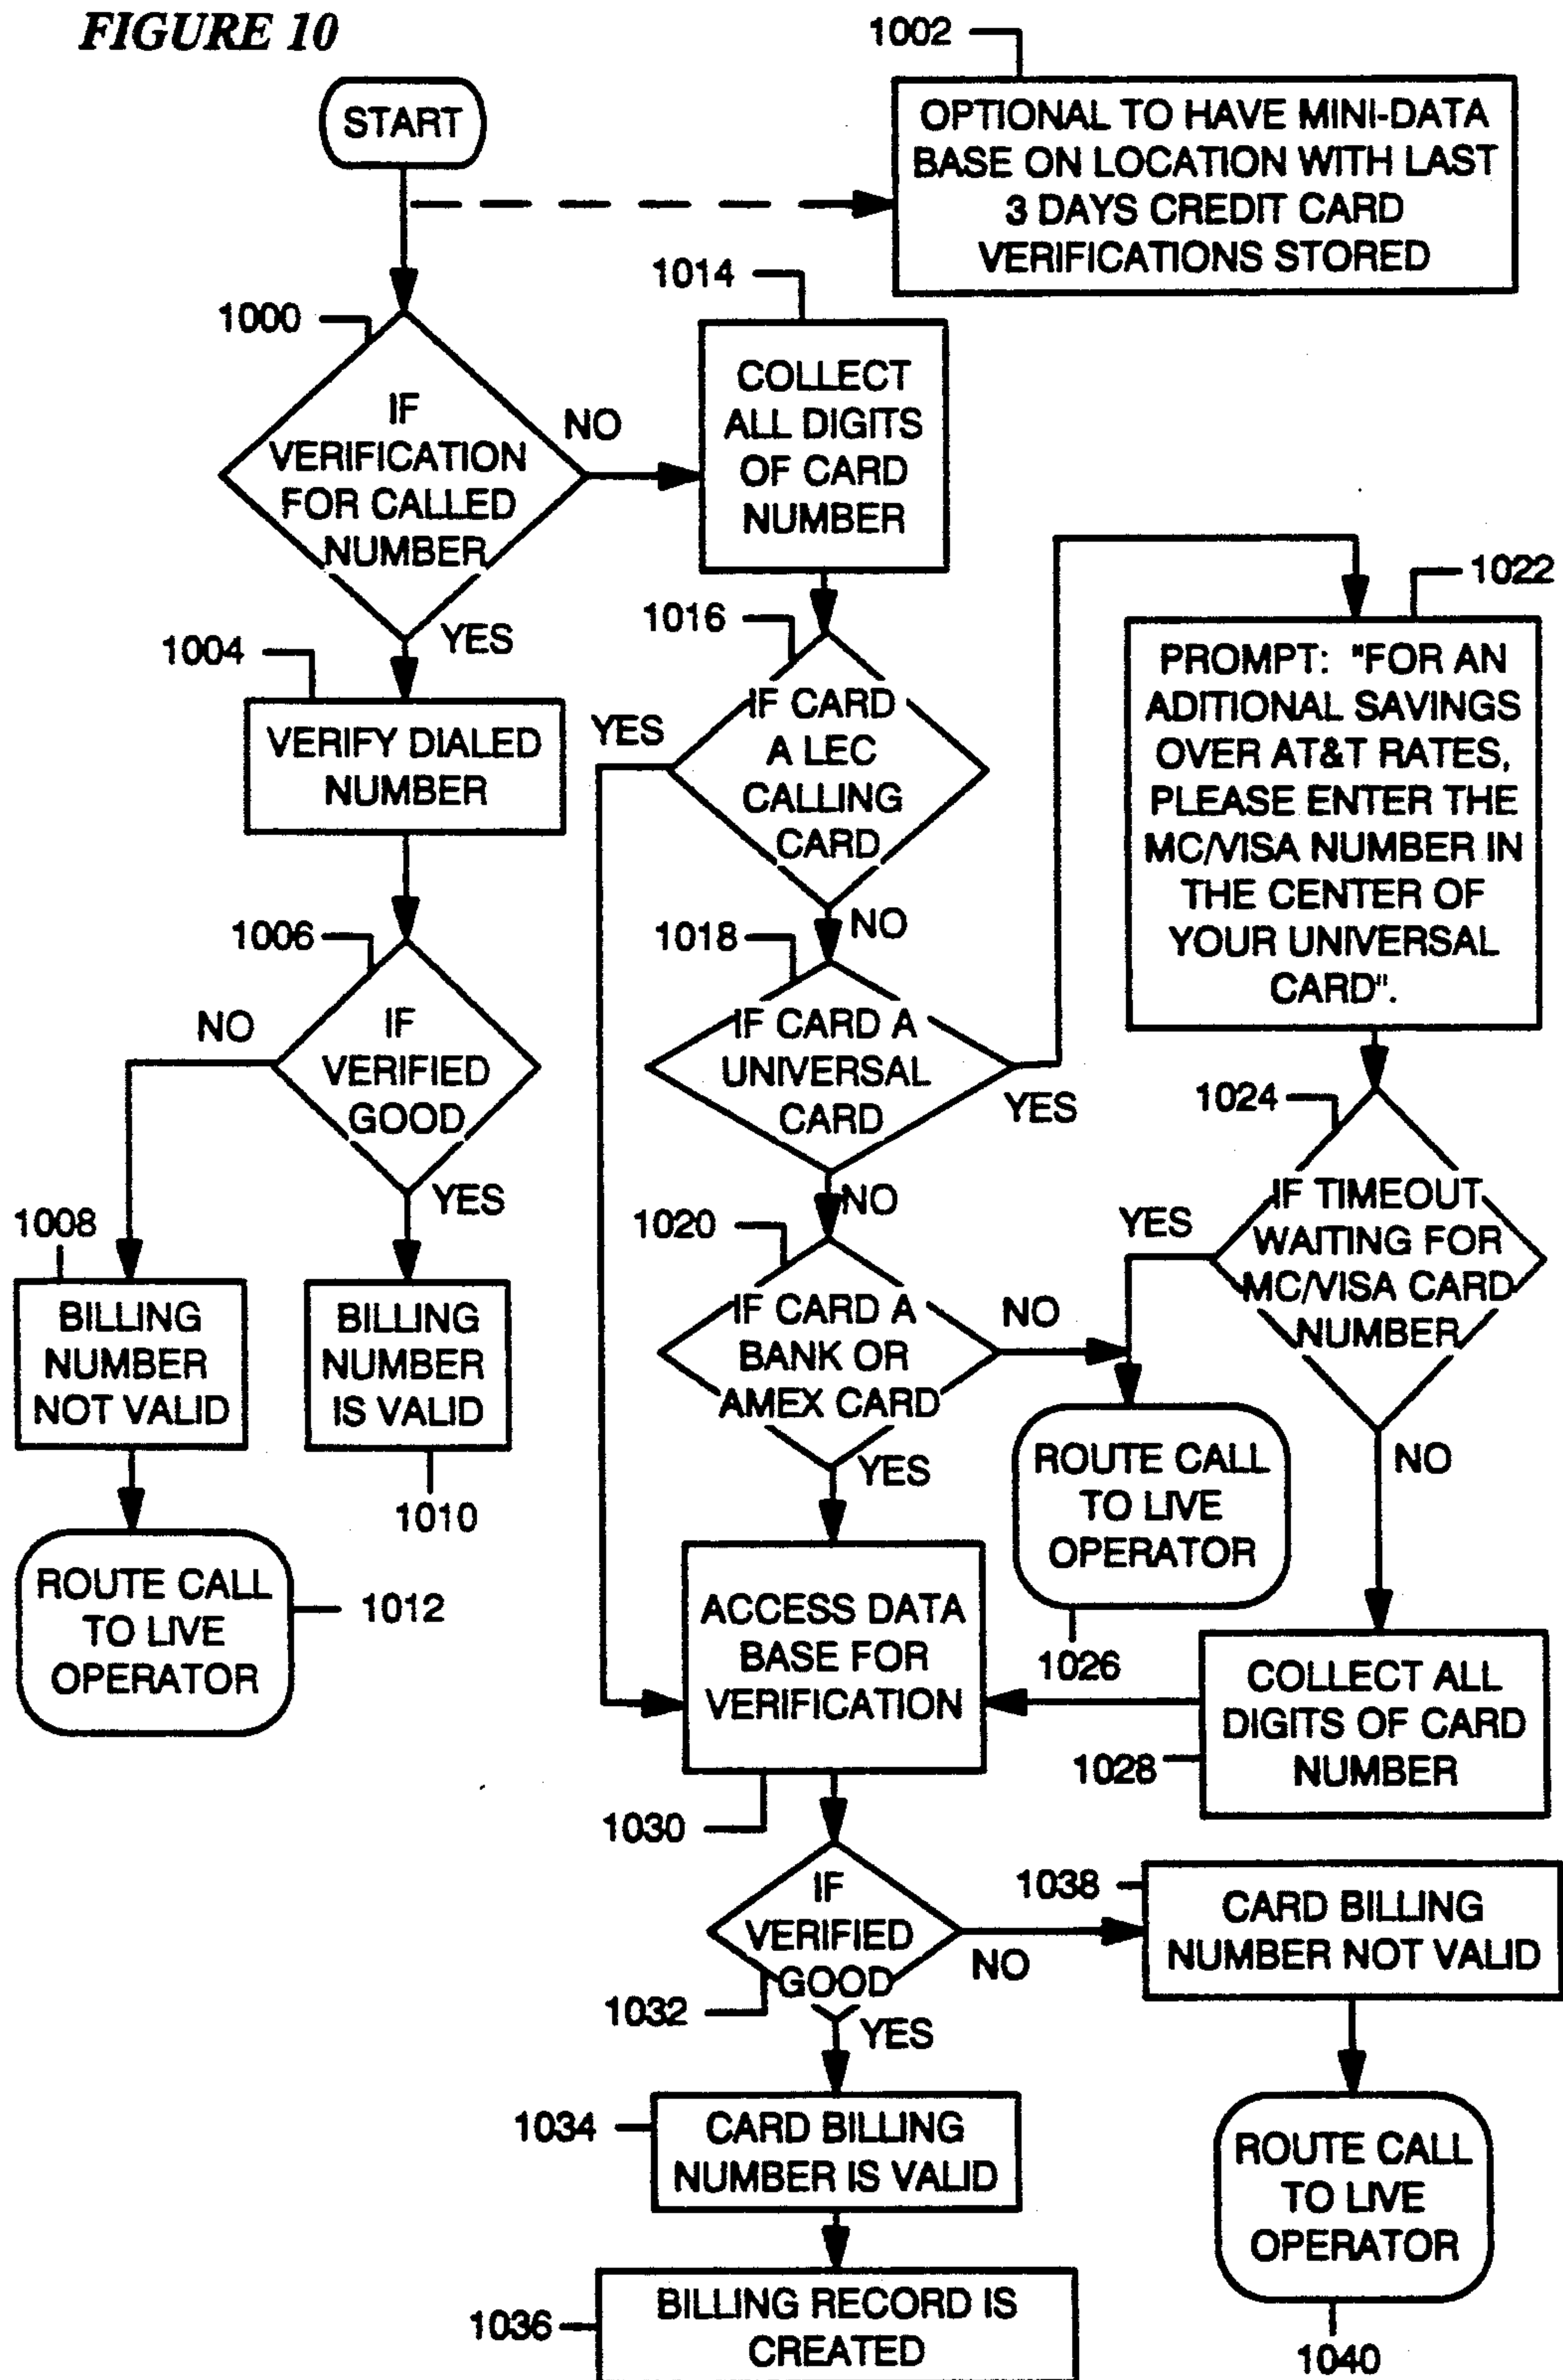 FIGURE 10
1002
START
OPTIONAL TO HAVE MINI-DATA
BASE ON LOCATION WITH LAST
3 DAYS CREDIT CARD
VERIFICATIONS STORED
1000
IF
VERIFICATION
FOR CALLED
NUMBER
NO
YES
1014
COLLECT
ALL DIGITS
OF CARD
NUMBER
1004
VERIFY DIALED
NUMBER
1006
IF
VERIFIED
GOOD
NO
YES
1008
BILLING
NUMBER
NOT VALID
BILLING
NUMBER
IS VALID
1010
ROUTE CALL
TO LIVE
OPERATOR
1012
1016
IF CARD
A LEC
CALLING
CARD
YES
NO
1018
IF CARD A
UNIVERSAL
CARD
YES
NO
1022
PROMPT: "FOR AN
ADITIONAL SAVINGS
OVER AT&T RATES,
PLEASE ENTER THE
MC/VISA NUMBER IN
THE CENTER OF
YOUR UNIVERSAL
CARD".
1024
IF TIMEOUT
WAITING FOR
MC/VISA CARD
NUMBER
YES
NO
1020
IF CARD A
BANK OR
AMEX CARD
NO
YES
ROUTE CALL
TO LIVE
OPERATOR
1026
COLLECT ALL
DIGITS OF CARD
NUMBER
1028
ACCESS DATA
BASE FOR
VERIFICATION
1030
IF
VERIFIED
GOOD
1032
NO
YES
1038
CARD BILLING
NUMBER NOT VALID
1034
CARD BILLING
NUMBER IS VALID
ROUTE CALL
TO LIVE
OPERATOR
1040
1036
BILLING RECORD IS
CREATED